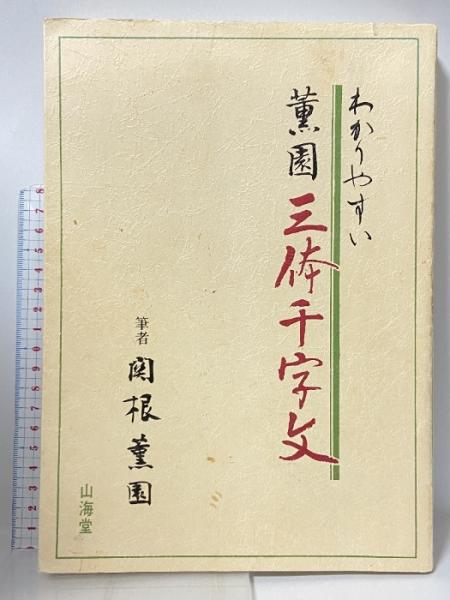 わかりやすい
薫園 三体千字文
筆者 関根薫園
山海堂